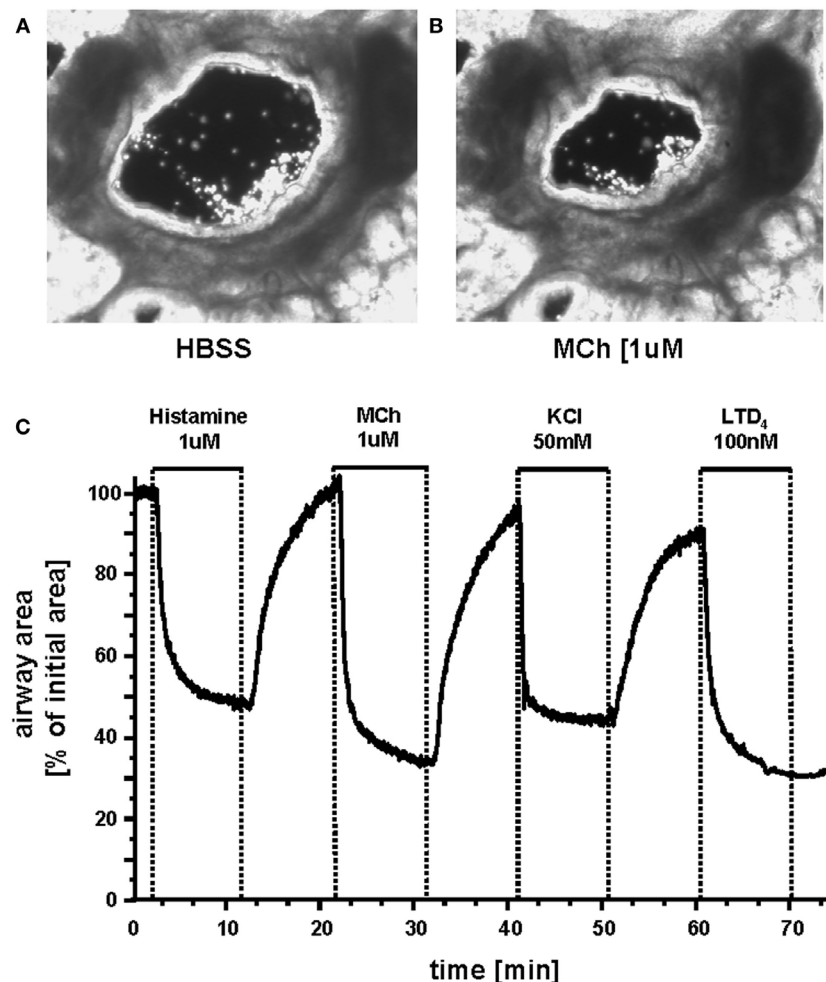 A
B
HBSS
MCh [1uM
C
Histamine
1uM
MCh
1uM
KCl
50mM
LTD₄
100nM
airway area
[% of initial area]
100
80
60
40
20
0
0 10 20 30 40 50 60 70
time [min]